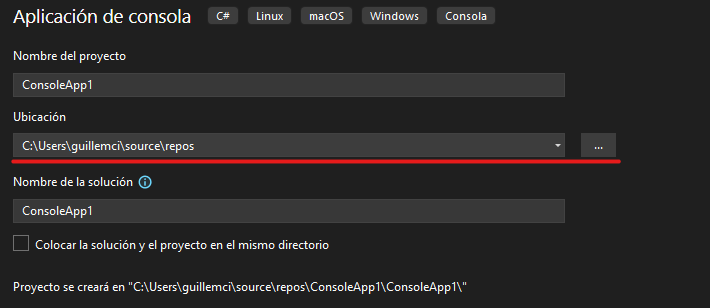 Aplicación de consola C# Linux macOS Windows Consola
Nombre del proyecto
ConsoleApp1
Ubicación
C:\Users\guillemci\source\repos ...
Nombre de la solución
ConsoleApp1
Colocar la solución y el proyecto en el mismo directorio
Proyecto se creará en "C:\Users\guillemci\source\repos\ConsoleApp1\ConsoleApp1\"